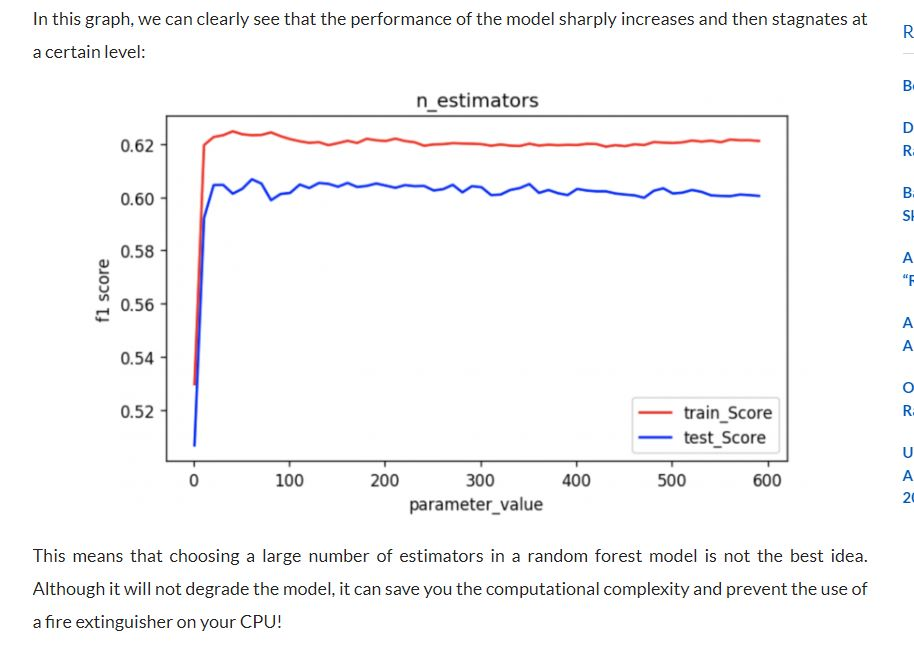 In this graph, we can clearly see that the performance of the model sharply increases and then stagnates at
a certain level:
n_estimators
0.62
0.60
0.58
0.56
0.54
0.52
f1 score
train_Score
test_Score
0 100 200 300 400 500 600
parameter_value
This means that choosing a large number of estimators in a random forest model is not the best idea.
Although it will not degrade the model, it can save you the computational complexity and prevent the use of
a fire extinguisher on your CPU!